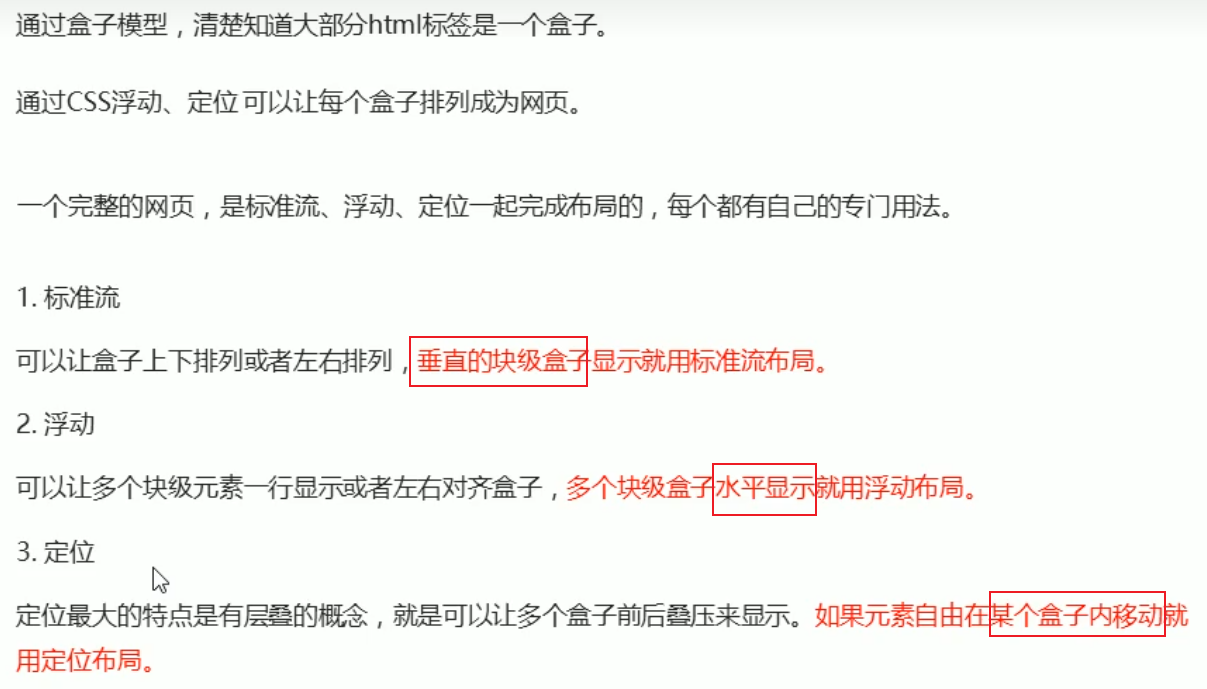 通过盒子模型，清楚知道大部分html标签是一个盒子。
通过CSS浮动、定位 可以让每个盒子排列成为网页。
一个完整的网页，是标准流、浮动、定位一起完成布局的，每个都有自己的专门用法。
1. 标准流
可以让盒子上下排列或者左右排列，垂直的块级盒子显示就用标准流布局。
2. 浮动
可以让多个块级元素一行显示或者左右对齐盒子，多个块级盒子水平显示就用浮动布局。
3. 定位
定位最大的特点是有层叠的概念，就是可以让多个盒子前后叠压来显示。如果元素自由在某个盒子内移动就
用定位布局。